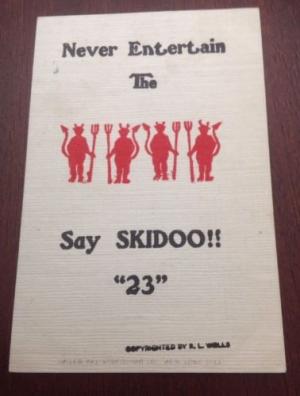 Never Entertain
The
Say SKIDOO!!
“23”
COPYRIGHTED BY R. L. WELLS